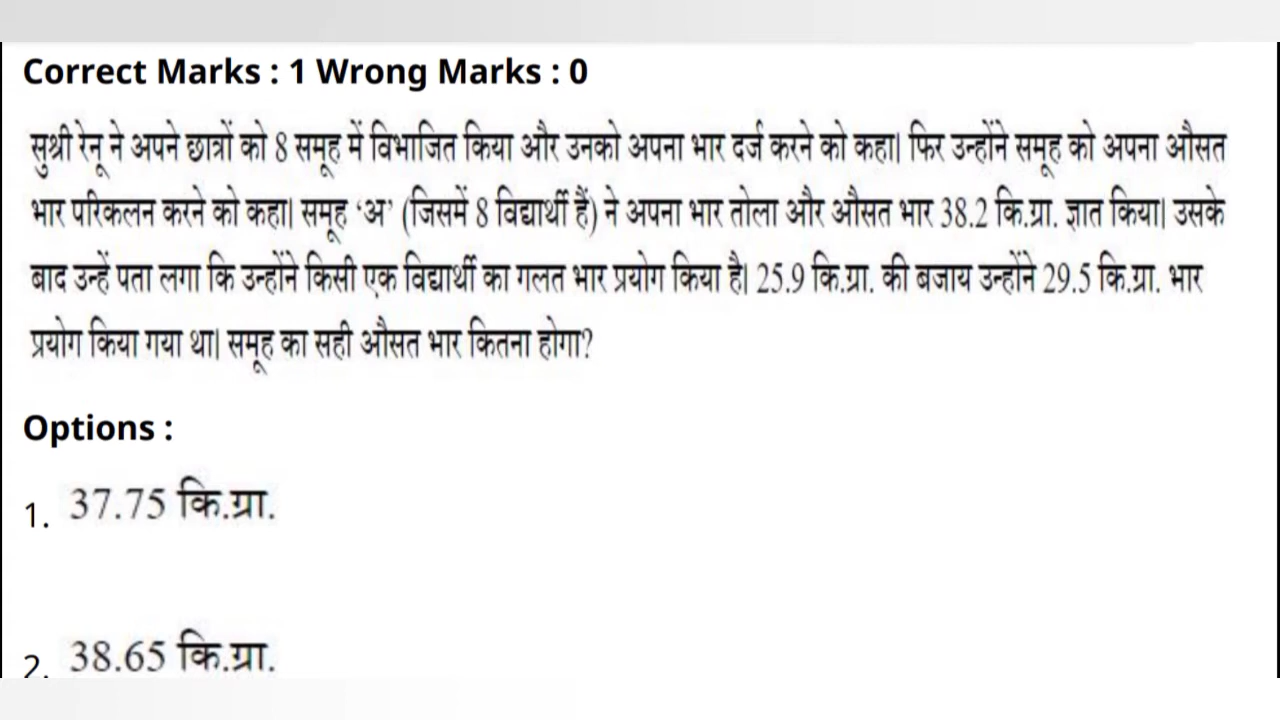 Correct Marks : 1 Wrong Marks : 0
सुश्री रेनू ने अपने छात्रों को 8 समूह में विभाजित किया और उनको अपना भार दर्ज करने को कहा| फिर उन्होंने समूह को अपना औसत
भार परिकलन करने को कहा| समूह ‘अ’ (जिसमें 8 विद्यार्थी हैं) ने अपना भार तोला और औसत भार 38.2 कि.ग्रा. ज्ञात किया| उसके
बाद उन्हें पता लगा कि उन्होंने किसी एक विद्यार्थी का गलत भार प्रयोग किया है| 25.9 कि.ग्रा. की बजाय उन्होंने 29.5 कि.ग्रा. भार
प्रयोग किया गया था| समूह का सही औसत भार कितना होगा?
Options :
1. 37.75 कि.ग्रा.
2. 38.65 कि.ग्रा.